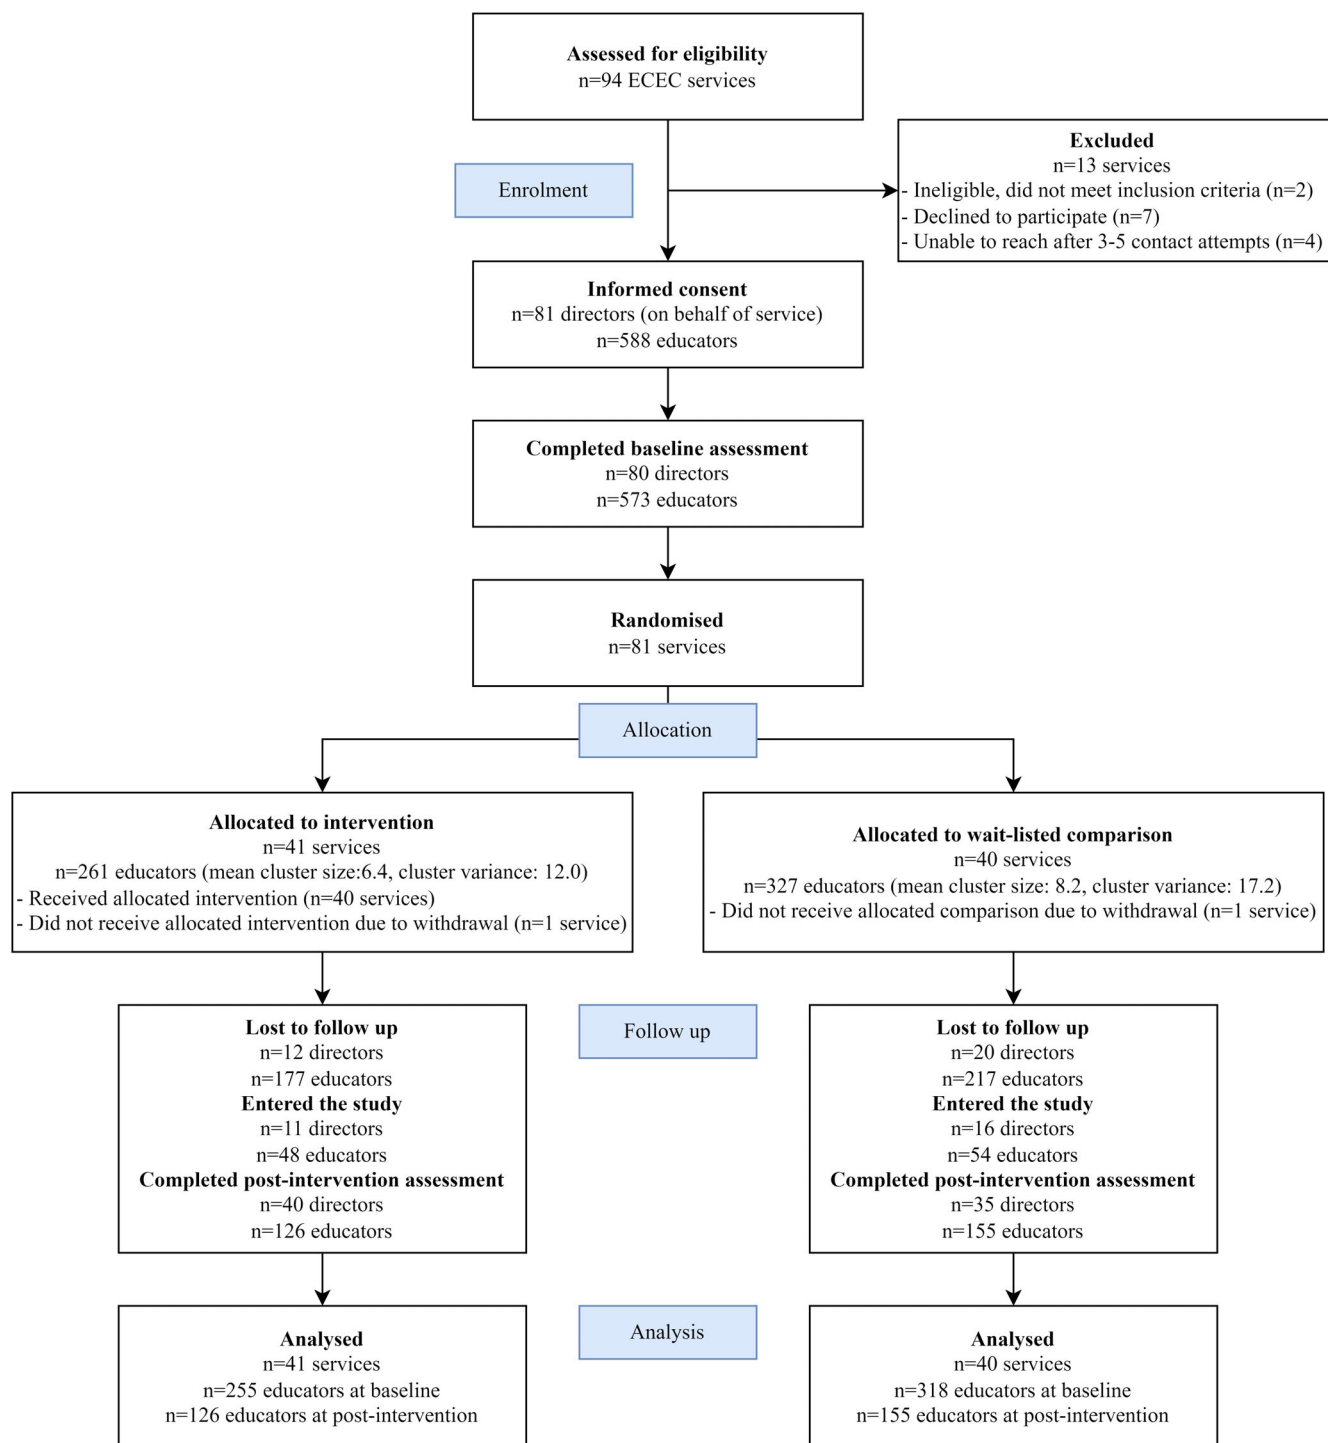 Assessed for eligibility
n=94 ECEC services
Excluded
n=13 services
- Ineligible, did not meet inclusion criteria (n=2)
- Declined to participate (n=7)
- Unable to reach after 3-5 contact attempts (n=4)
Enrolment
Informed consent
n=81 directors (on behalf of service)
n=588 educators
Completed baseline assessment
n=80 directors
n=573 educators
Randomised
n=81 services
Allocation
Allocated to intervention
n=41 services
n=261 educators (mean cluster size:6.4, cluster variance: 12.0)
- Received allocated intervention (n=40 services)
- Did not receive allocated intervention due to withdrawal (n=1 service)
Allocated to wait-listed comparison
n=40 services
n=327 educators (mean cluster size: 8.2, cluster variance: 17.2)
- Did not receive allocated comparison due to withdrawal (n=1 service)
Follow up
Lost to follow up
n=12 directors
n=177 educators
Entered the study
n=11 directors
n=48 educators
Completed post-intervention assessment
n=40 directors
n=126 educators
Lost to follow up
n=20 directors
n=217 educators
Entered the study
n=16 directors
n=54 educators
Completed post-intervention assessment
n=35 directors
n=155 educators
Analysis
Analysed
n=41 services
n=255 educators at baseline
n=126 educators at post-intervention
Analysed
n=40 services
n=318 educators at baseline
n=155 educators at post-intervention